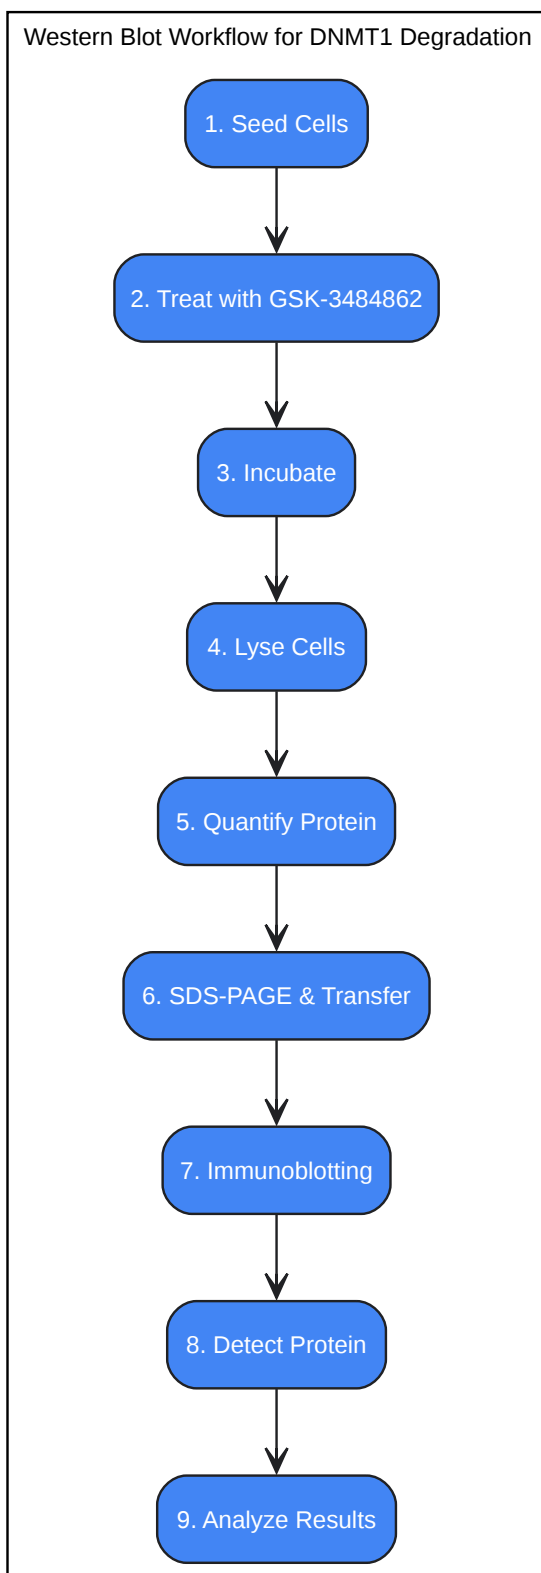 Western Blot Workflow for DNMT1 Degradation
1. Seed Cells
2. Treat with GSK-3484862
3. Incubate
4. Lyse Cells
5. Quantify Protein
6. SDS-PAGE & Transfer
7. Immunoblotting
8. Detect Protein
9. Analyze Results